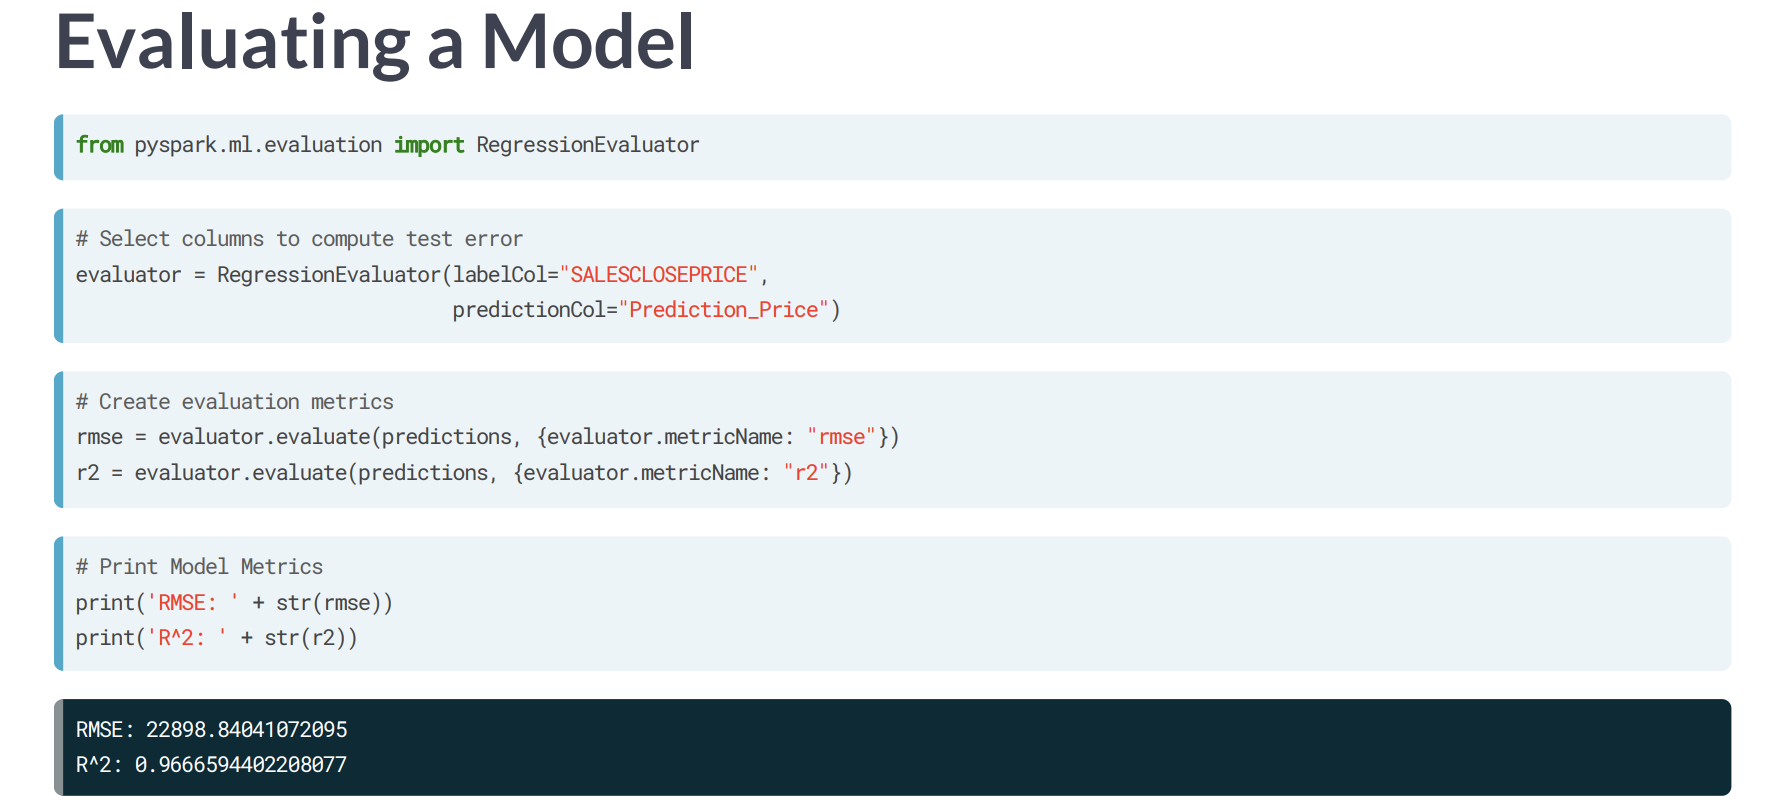 Evaluating a Model
from pyspark.ml.evaluation import RegressionEvaluator
# Select columns to compute test error
evaluator = RegressionEvaluator(labelCol="SALESCLOSEPRICE",
                                predictionCol="Prediction_Price")
# Create evaluation metrics
rmse = evaluator.evaluate(predictions, {evaluator.metricName: "rmse"})
r2 = evaluator.evaluate(predictions, {evaluator.metricName: "r2"})
# Print Model Metrics
print('RMSE: ' + str(rmse))
print('R^2: ' + str(r2))
RMSE: 22898.84041072095
R^2: 0.9666594402208077